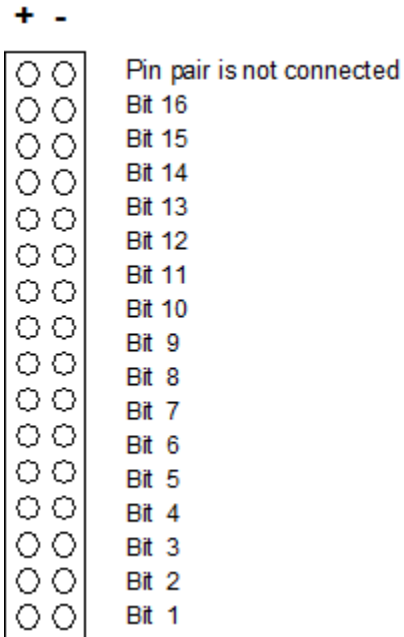 + -
Pin pair is not connected
Bit 16
Bit 15
Bit 14
Bit 13
Bit 12
Bit 11
Bit 10
Bit 9
Bit 8
Bit 7
Bit 6
Bit 5
Bit 4
Bit 3
Bit 2
Bit 1